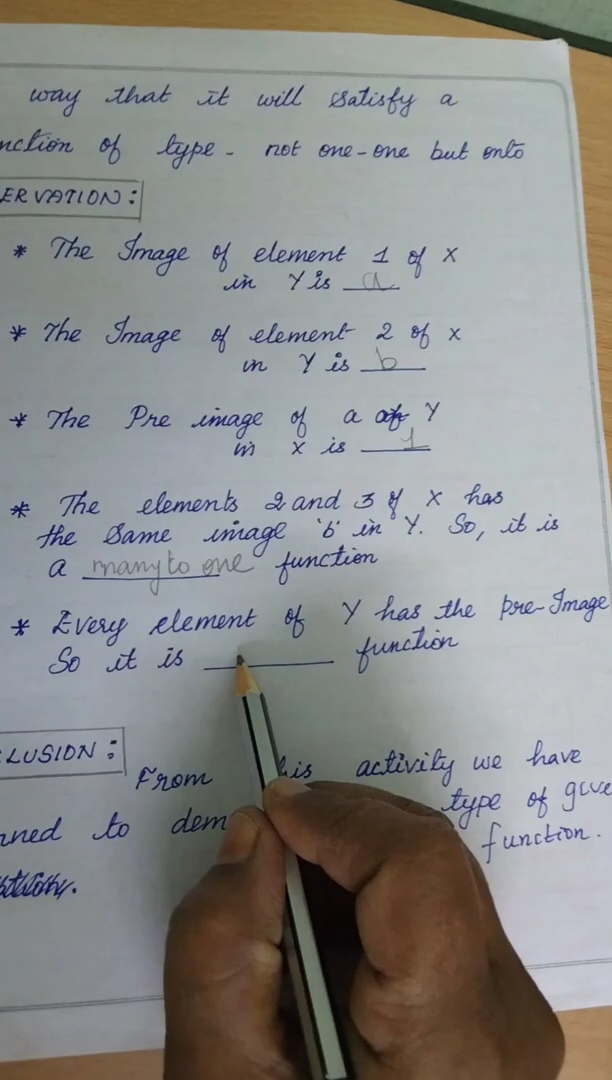 way that it will satisfy a
nction of type - not one-one but onto
ERVATION:
* The Image of element 1 of X
in Y is a
* The Image of element 2 of X
in Y is b
* The Pre image of a of Y
in X is 1
* The elements 2 and 3 of X has
the same image 'b' in Y. So, it is
a many to one function
* Every element of Y has the pre-Image
So it is ______ function
CLUSION:
From his activity we have
rned to dem type of give
function.